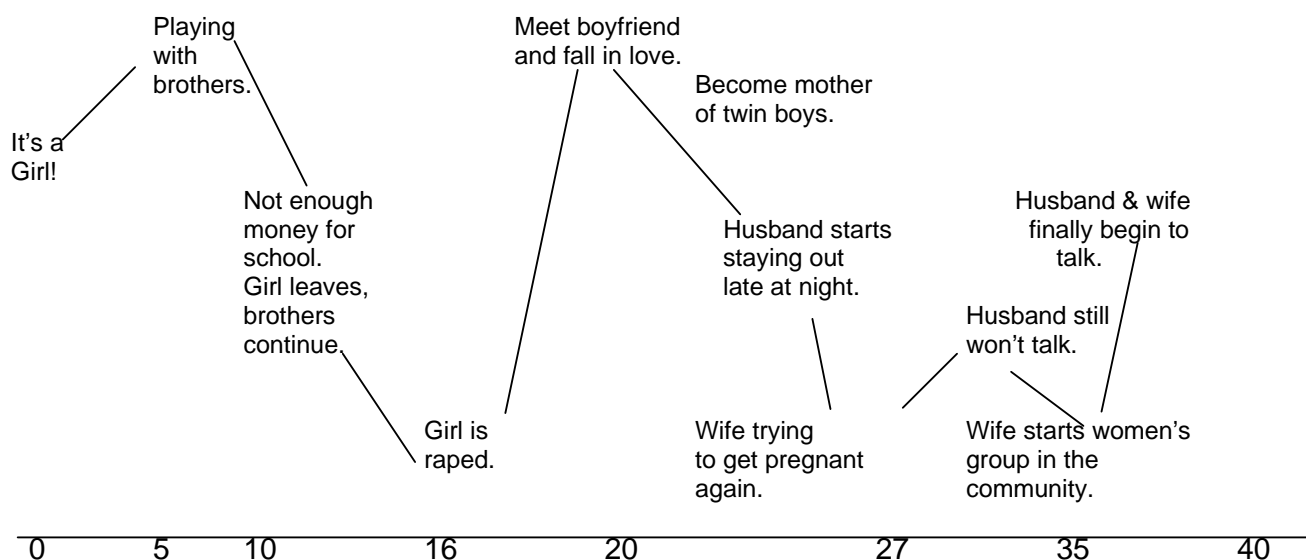 Playing
with
brothers.
It's a
Girl!
Not enough
money for
school.
Girl leaves,
brothers
continue.
Girl is
raped.
Meet boyfriend
and fall in love.
Become mother
of twin boys.
Husband starts
staying out
late at night.
Wife trying
to get pregnant
again.
Husband still
won't talk.
Wife starts women's
group in the
community.
Husband & wife
finally begin to
talk.
0 5 10 16 20 27 35 40